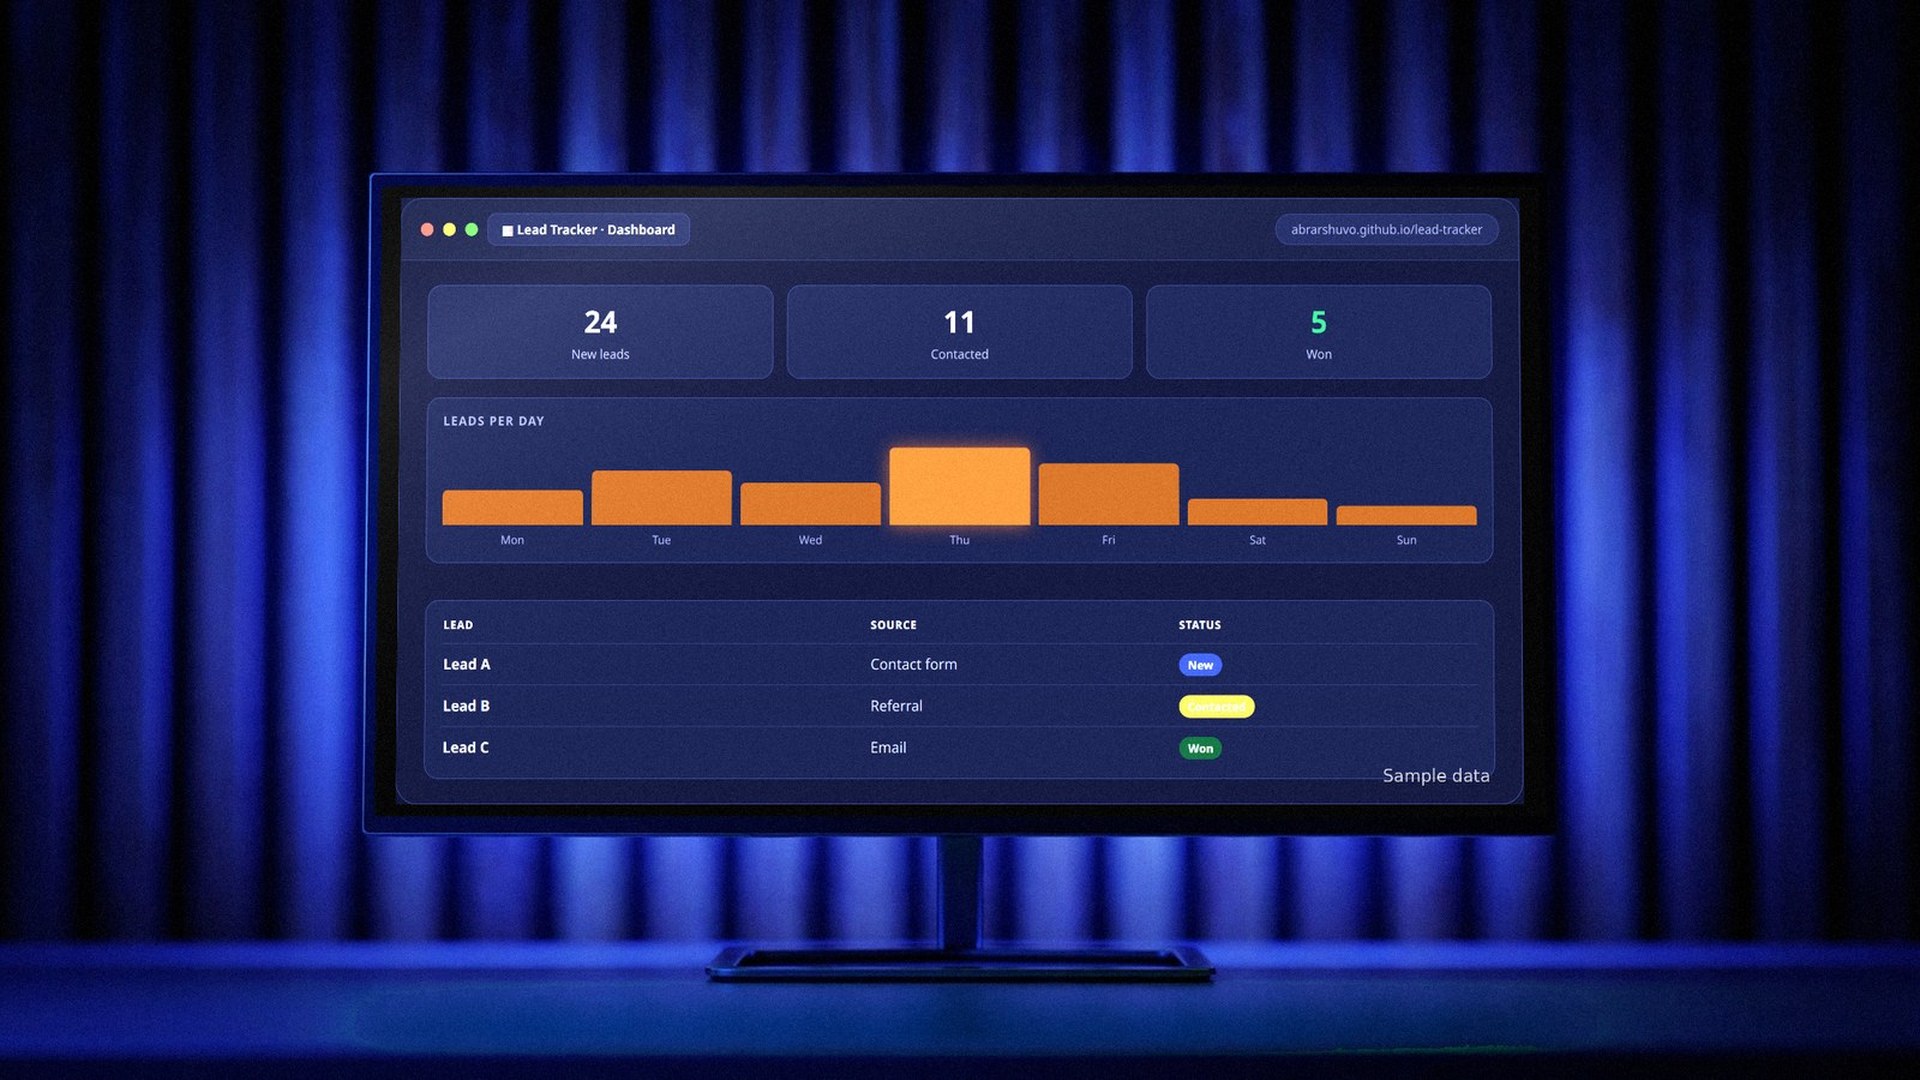 Lead Tracker · Dashboard
abrarshuvo.github.io/lead-tracker
24
New leads
11
Contacted
5
Won
LEADS PER DAY
Mon Tue Wed Thu Fri Sat Sun
LEAD SOURCE STATUS
Lead A Contact form New
Lead B Referral Contacted
Lead C Email Won
Sample data